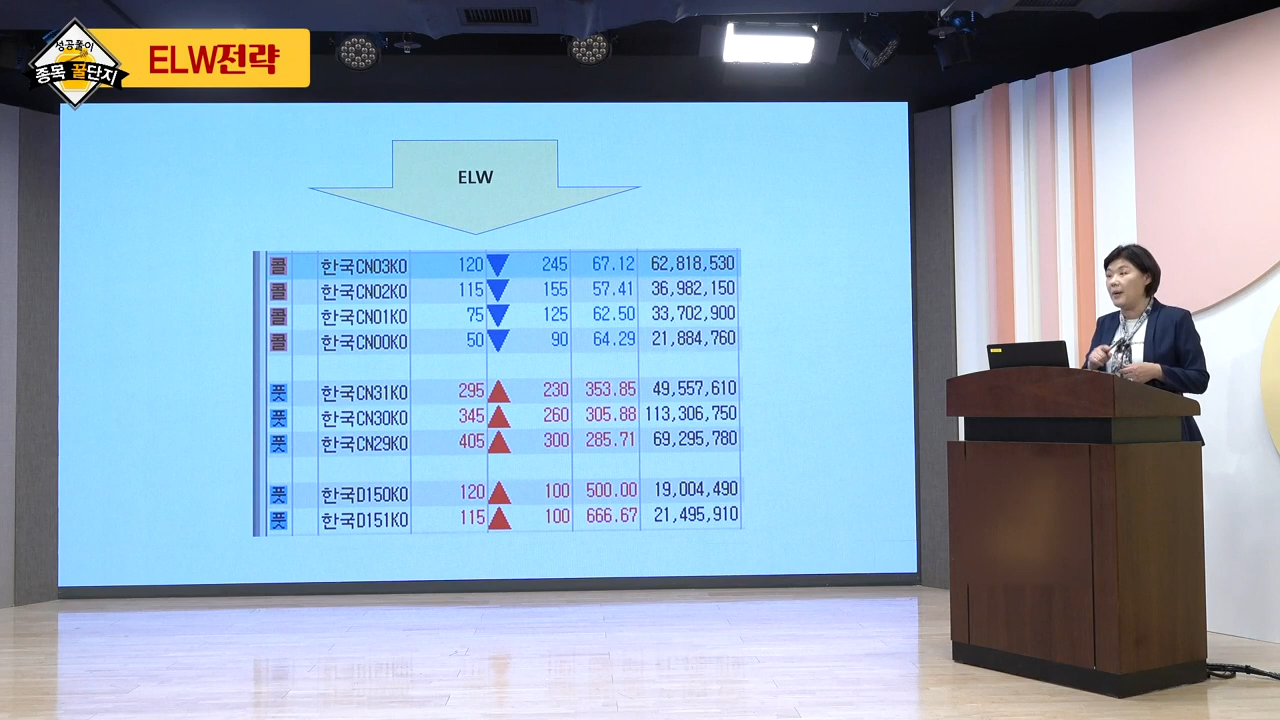 성공풀이
종목 꿀단지
ELW전략
ELW
콜 한국CN03KO 120 ▼ 245 67.12 62,818,530
콜 한국CN02KO 115 ▼ 155 57.41 36,982,150
콜 한국CN01KO 75 ▼ 125 62.50 33,702,900
콜 한국CN00KO 50 ▼ 90 64.29 21,884,760
풋 한국CN31KO 295 ▲ 230 353.85 49,557,610
풋 한국CN30KO 345 ▲ 260 305.88 113,306,750
풋 한국CN29KO 405 ▲ 300 285.71 69,295,780
풋 한국D150KO 120 ▲ 100 500.00 19,004,490
풋 한국D151KO 115 ▲ 100 666.67 21,495,910